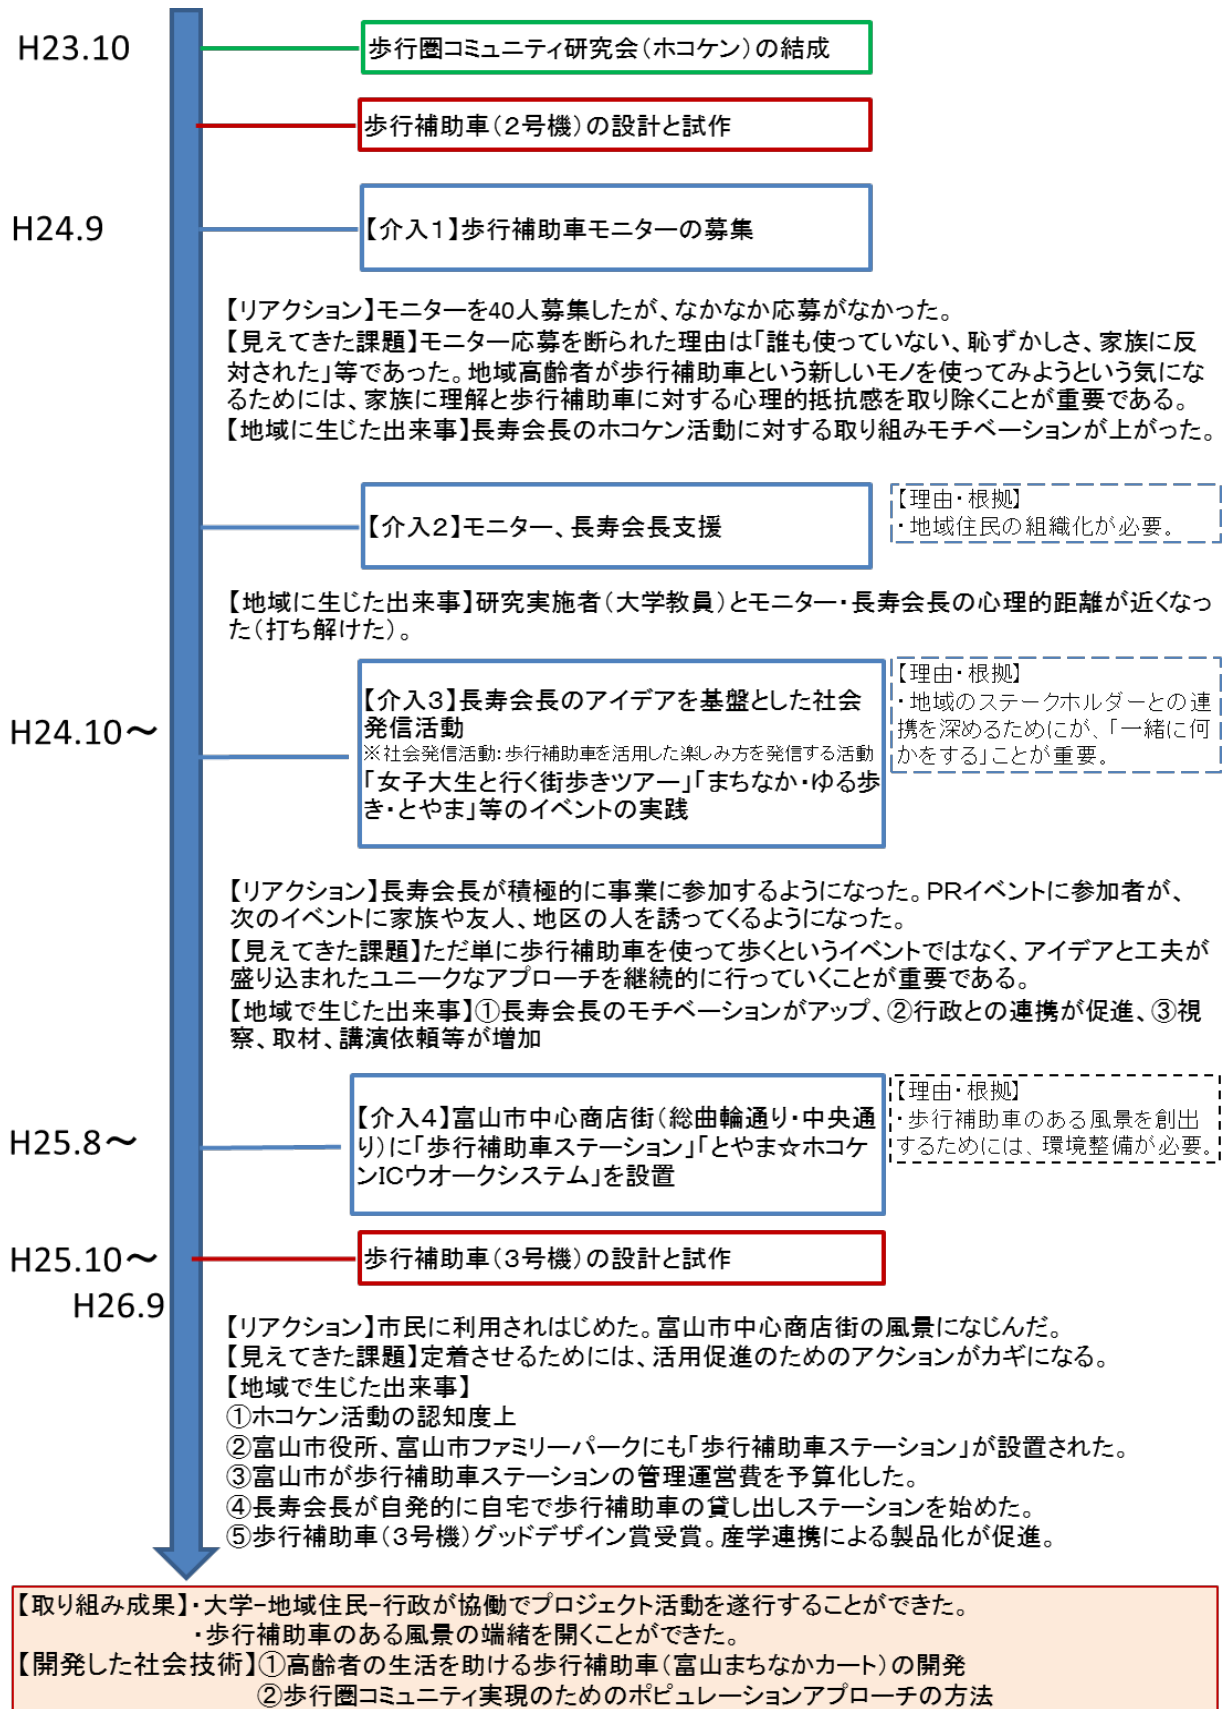 H23.10
歩行圏コミュニティ研究会(ホコケン)の結成
歩行補助車(2号機)の設計と試作
H24.9
【介入1】歩行補助車モニターの募集
【リアクション】モニターを40人募集したが、なかなか応募がなかった。
【見えてきた課題】モニター応募を断られた理由は「誰も使っていない、恥ずかしさ、家族に反
対された」等であった。地域高齢者が歩行補助車という新しいモノを使ってみようという気にな
るためには、家族に理解と歩行補助車に対する心理的抵抗感を取り除くことが重要である。
【地域に生じた出来事】長寿会長のホコケン活動に対する取り組みモチベーションが上がった。
【介入2】モニター、長寿会長支援
【理由・根拠】
・地域住民の組織化が必要。
【地域に生じた出来事】研究実施者(大学教員)とモニター・長寿会長の心理的距離が近くなっ
た(打ち解けた)。
H24.10～
【介入3】長寿会長のアイデアを基盤とした社会
発信活動
※社会発信活動:歩行補助車を活用した楽しみ方を発信する活動
「女子大生と行く街歩きツアー」「まちなか・ゆる歩
き・とやま」等のイベントの実践
【理由・根拠】
・地域のステークホルダーとの連
携を深めるためにが、「一緒に何
かをする」ことが重要。
【リアクション】長寿会長が積極的に事業に参加するようになった。PRイベントに参加者が、
次のイベントに家族や友人、地区の人を誘ってくるようになった。
【見えてきた課題】ただ単に歩行補助車を使って歩くというイベントではなく、アイデアと工夫が
盛り込まれたユニークなアプローチを継続的に行っていくことが重要である。
【地域で生じた出来事】①長寿会長のモチベーションがアップ、②行政との連携が促進、③視
察、取材、講演依頼等が増加
H25.8～
【介入4】富山市中心商店街(総曲輪通り・中央通
り)に「歩行補助車ステーション」「とやま☆ホコケ
ンICウオークシステム」を設置
【理由・根拠】
・歩行補助車のある風景を創出
するためには、環境整備が必要。
H25.10～
H26.9
歩行補助車(3号機)の設計と試作
【リアクション】市民に利用されはじめた。富山市中心商店街の風景になじんだ。
【見えてきた課題】定着させるためには、活用促進のためのアクションがカギになる。
【地域で生じた出来事】
①ホコケン活動の認知度上
②富山市役所、富山市ファミリーパークにも「歩行補助車ステーション」が設置された。
③富山市が歩行補助車ステーションの管理運営費を予算化した。
④長寿会長が自発的に自宅で歩行補助車の貸し出しステーションを始めた。
⑤歩行補助車(3号機)グッドデザイン賞受賞。産学連携による製品化が促進。
【取り組み成果】・大学-地域住民-行政が協働でプロジェクト活動を遂行することができた。
・歩行補助車のある風景の端緒を開くことができた。
【開発した社会技術】①高齢者の生活を助ける歩行補助車(富山まちなかカート)の開発
②歩行圏コミュニティ実現のためのポピュレーションアプローチの方法